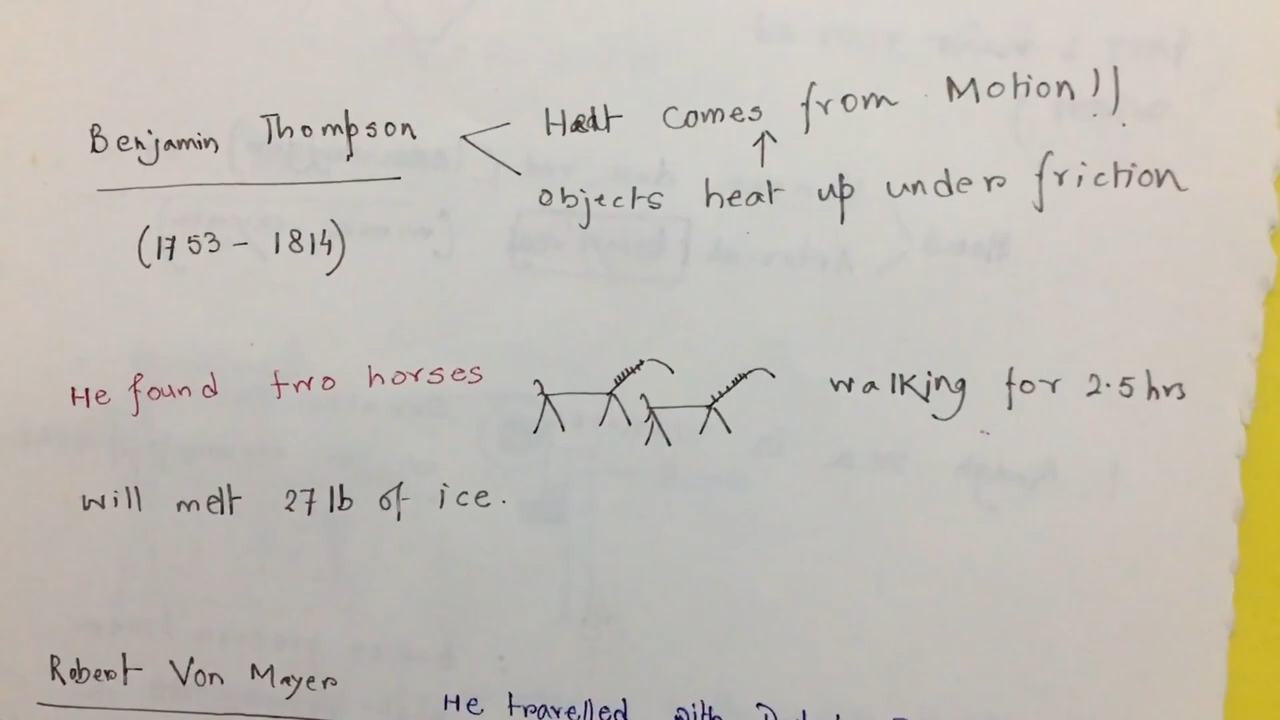 Benjamin Thompson < Heat comes from Motion!!
↑
objects heat up under friction
(1753 - 1814)
He found two horses walking for 2.5 hrs
will melt 27 lb of ice.
Robert Von Mayer
He travelled with